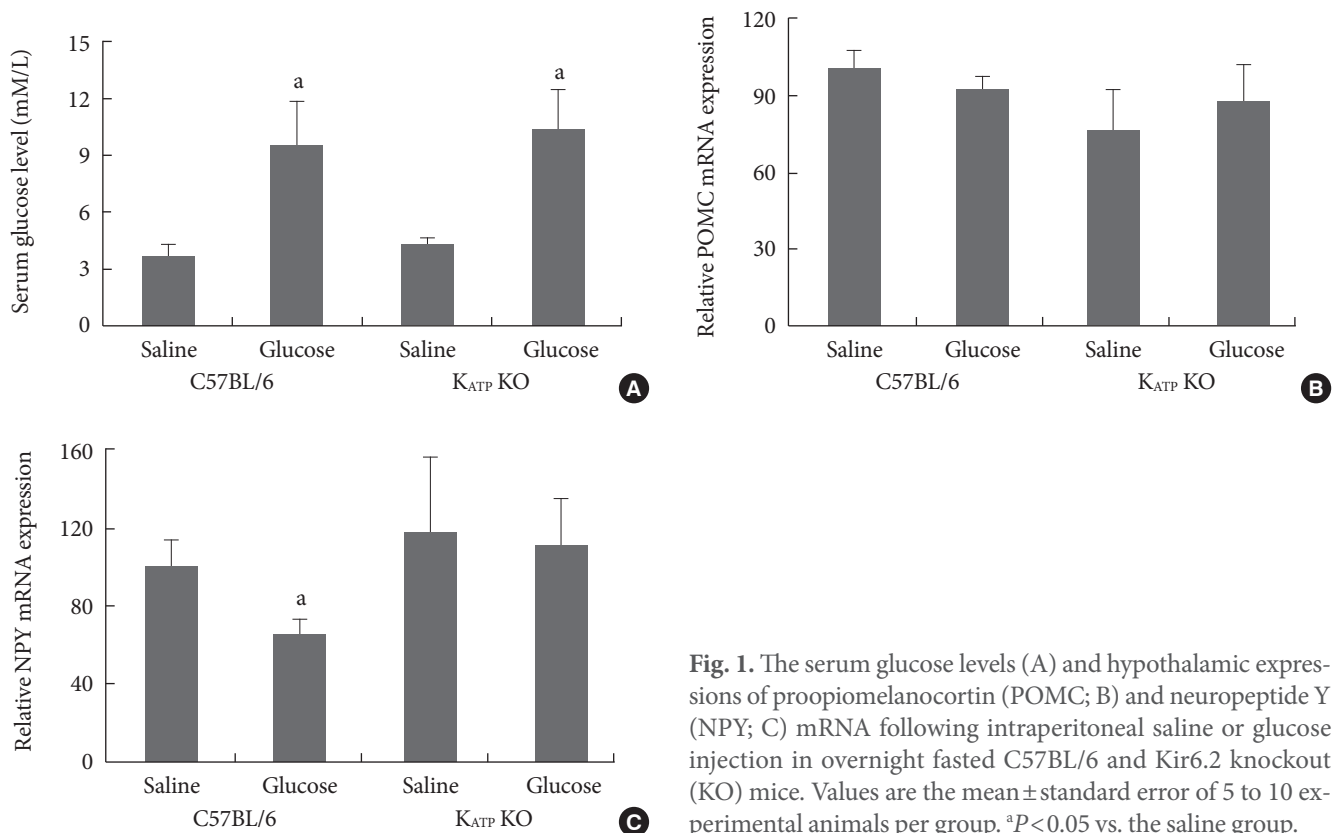 Serum glucose level (mM/L)
15
12
9
6
3
0
a
a
Saline Glucose Saline Glucose
C57BL/6 K_ATP KO
A
Relative POMC mRNA expression
120
90
60
30
0
Saline Glucose Saline Glucose
C57BL/6 K_ATP KO
B
Relative NPY mRNA expression
160
120
80
40
0
a
Saline Glucose Saline Glucose
C57BL/6 K_ATP KO
C
Fig. 1. The serum glucose levels (A) and hypothalamic expres-
sions of proopiomelanocortin (POMC; B) and neuropeptide Y
(NPY; C) mRNA following intraperitoneal saline or glucose
injection in overnight fasted C57BL/6 and Kir6.2 knockout
(KO) mice. Values are the mean±standard error of 5 to 10 ex-
perimental animals per group. ᵃP<0.05 vs. the saline group.